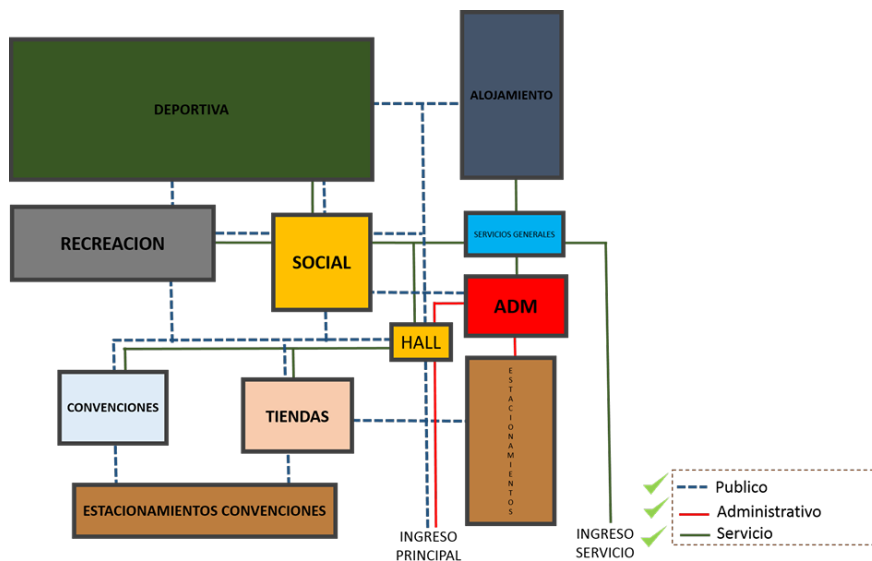 DEPORTIVA
ALOJAMIENTO
RECREACION
SOCIAL
SERVICIOS GENERALES
ADM
HALL
CONVENCIONES
TIENDAS
ESTACIONAMIENTOS
ESTACIONAMIENTOS CONVENCIONES
INGRESO
PRINCIPAL
INGRESO
SERVICIO
Publico
Administrativo
Servicio